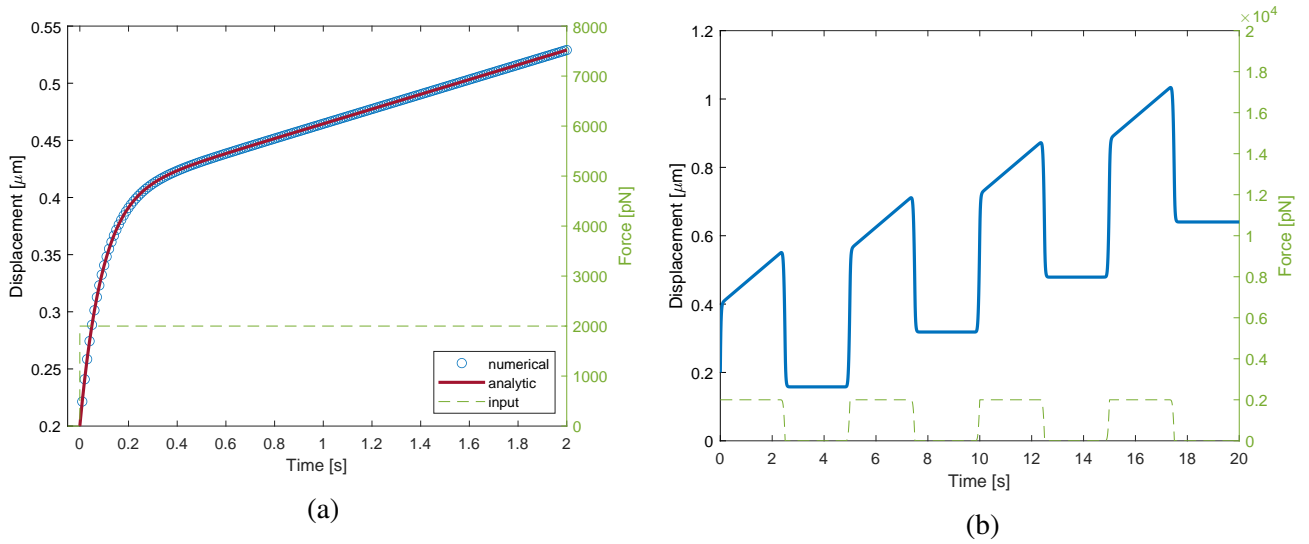 0.55
0.5
0.45
0.4
0.35
0.3
0.25
0.2
Displacement [μm]
0 0.2 0.4 0.6 0.8 1 1.2 1.4 1.6 1.8 2
Time [s]
8000
7000
6000
5000
4000
3000
2000
1000
0
Force [pN]
numerical
analytic
input
(a)
1.2
1
0.8
0.6
0.4
0.2
0
Displacement [μm]
0 2 4 6 8 10 12 14 16 18 20
Time [s]
×10⁴
2
1.8
1.6
1.4
1.2
1
0.8
0.6
0.4
0.2
0
Force [pN]
(b)